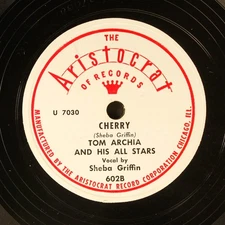 THE
Aristocrat
OF RECORDS
U 7030
CHERRY
(Sheba Griffin)
TOM ARCHIA
AND HIS ALL STARS
Vocal by
Sheba Griffin
602B
MANUFACTURED BY THE ARISTOCRAT RECORD CORPORATION CHICAGO, ILL.